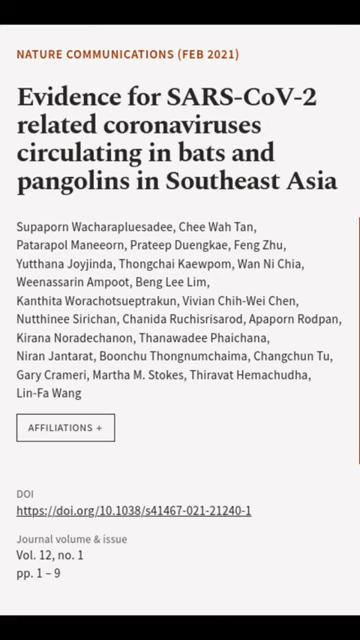 NATURE COMMUNICATIONS (FEB 2021)
Evidence for SARS-CoV-2
related coronaviruses
circulating in bats and
pangolins in Southeast Asia
Supaporn Wacharapluesadee, Chee Wah Tan,
Patarapol Maneeorn, Prateep Duengkae, Feng Zhu,
Yutthana Joyjinda, Thongchai Kaewpom, Wan Ni Chia,
Weenassarin Ampoot, Beng Lee Lim,
Kanthita Worachotsueptrakun, Vivian Chih-Wei Chen,
Nutthinee Sirichan, Chanida Ruchisrisarod, Apaporn Rodpan,
Kirana Noradechanon, Thanawadee Phaichana,
Niran Jantarat, Boonchu Thongnumchaima, Changchun Tu,
Gary Crameri, Martha M. Stokes, Thiravat Hemachudha,
Lin-Fa Wang
AFFILIATIONS +
DOI
https://doi.org/10.1038/s41467-021-21240-1
Journal volume & issue
Vol. 12, no. 1
pp. 1 – 9